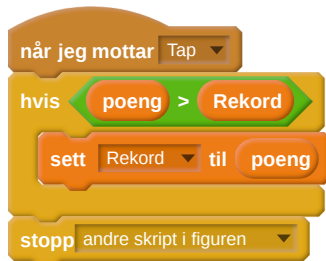 når jeg mottar Tap
hvis poeng > Rekord
sett Rekord til poeng
stopp andre skript i figuren